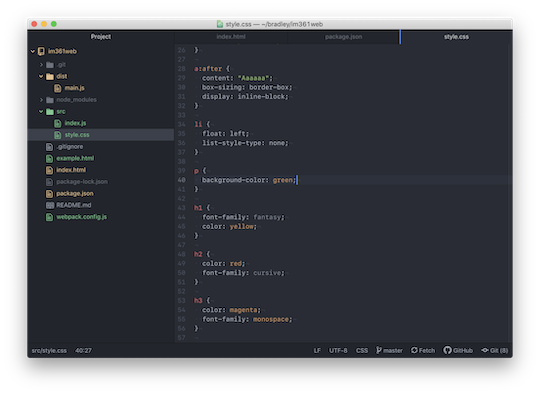 style.css — ~/bradley/im361web
Project
index.html
package.json
style.css
im361web
.git
dist
main.js
node_modules
src
index.js
style.css
.gitignore
example.html
index.html
package-lock.json
package.json
README.md
webpack.config.js
26 }
27
28 a:after {
29 content: "Aaaaaa";
30 box-sizing: border-box;
31 display: inline-block;
32 }
33
34 li {
35 float: left;
36 list-style-type: none;
37 }
38
39 p {
40 background-color: green;
41 }
42
43 h1 {
44 font-family: fantasy;
45 color: yellow;
46 }
47
48 h2 {
49 color: red;
50 font-family: cursive;
51 }
52
53 h3 {
54 color: magenta;
55 font-family: monospace;
56 }
57
src/style.css 40:27
LF UTF-8 CSS master Fetch GitHub Git (8)